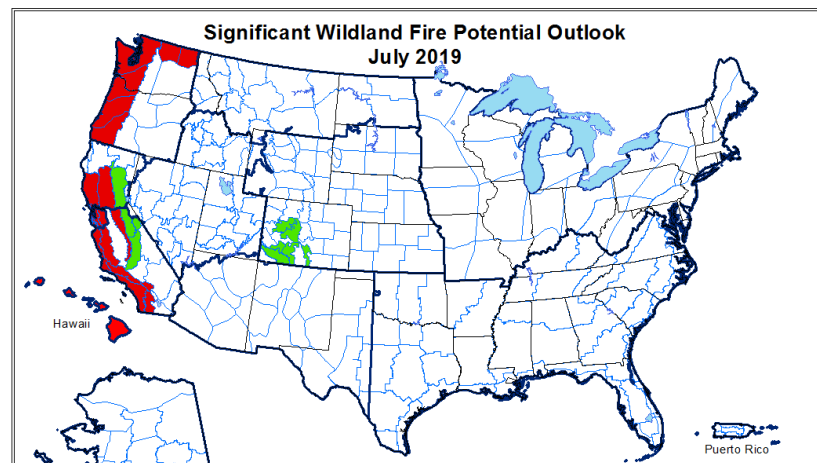 Significant Wildland Fire Potential Outlook
July 2019
Hawaii
Puerto Rico